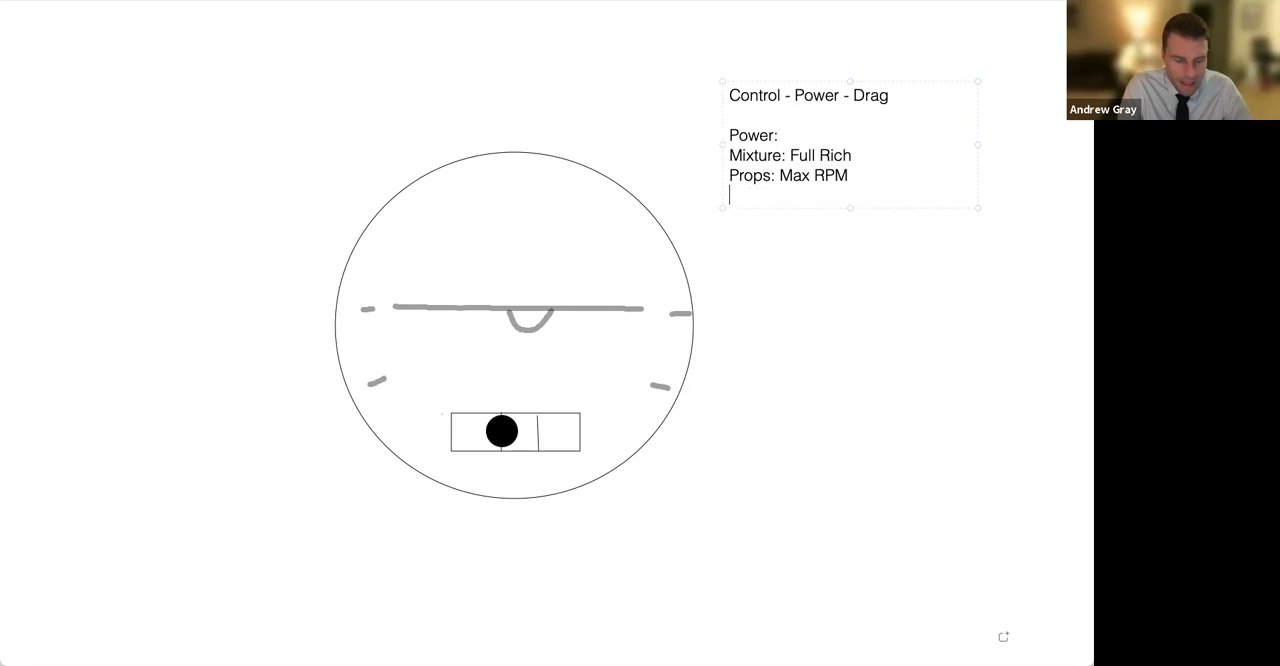 Control - Power - Drag
Power:
Mixture: Full Rich
Props: Max RPM
Andrew Gray